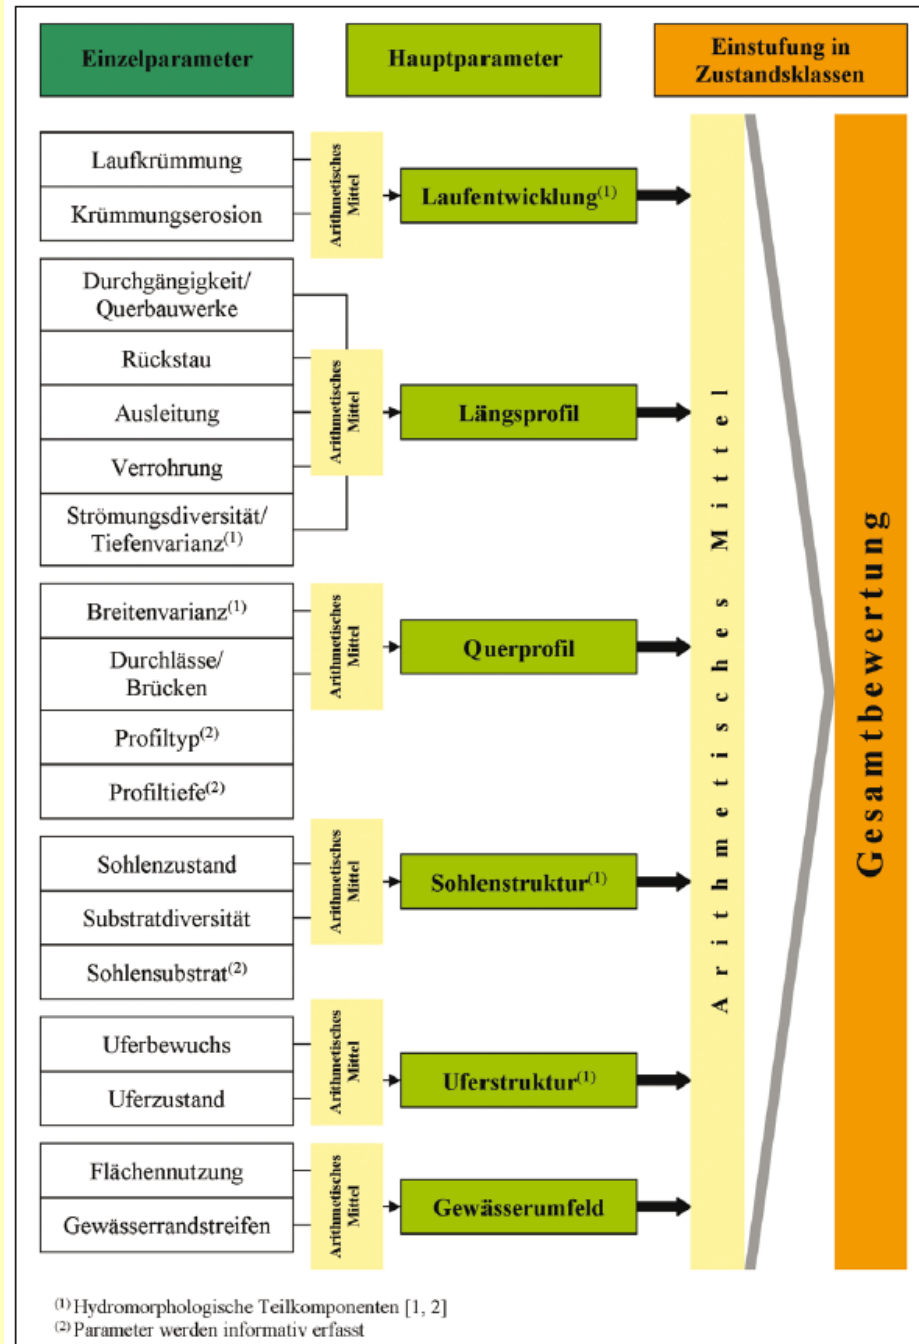 Einzelparameter
Hauptparameter
Einstufung in
Zustandsklassen
Laufkrümmung
Krümmungserosion
Arithmetisches
Mittel
Laufentwicklung(1)
Durchgängigkeit/
Querbauwerke
Rückstau
Ausleitung
Verrohrung
Strömungsdiversität/
Tiefenvarianz(1)
Arithmetisches
Mittel
Längsprofil
Breitenvarianz(1)
Durchlässe/
Brücken
Profiltyp(2)
Profiltiefe(2)
Arithmetisches
Mittel
Querprofil
Sohlenzustand
Substratdiversität
Sohlensubstrat(2)
Arithmetisches
Mittel
Sohlenstruktur(1)
Uferbewuchs
Uferzustand
Arithmetisches
Mittel
Uferstruktur(1)
Flächennutzung
Gewässerrandstreifen
Arithmetisches
Mittel
Gewässerumfeld
Arithmetisches Mittel
Gesamtbewertung
(1) Hydromorphologische Teilkomponenten [1, 2]
(2) Parameter werden informativ erfasst